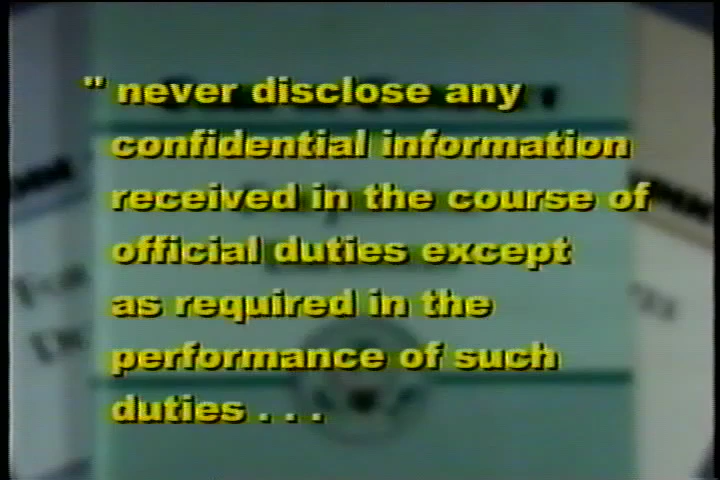 " never disclose any
confidential information
received in the course of
official duties except
as required in the
performance of such
duties . . .